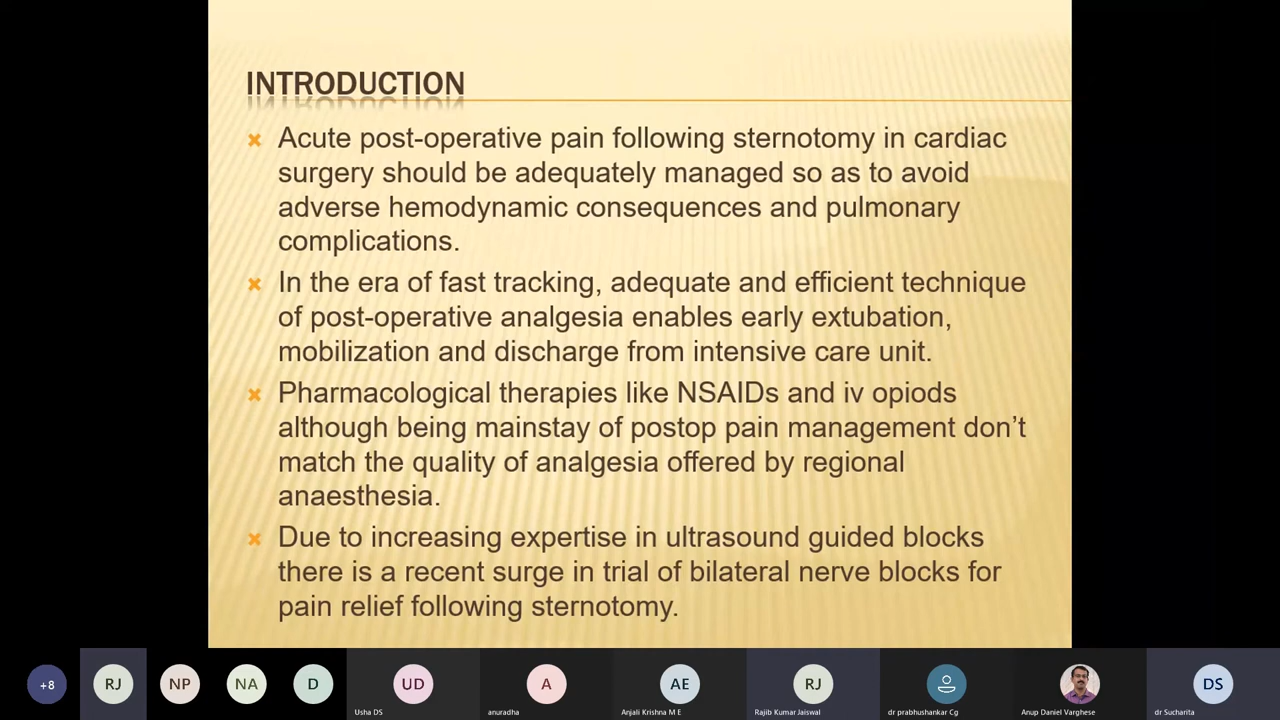 INTRODUCTION
Acute post-operative pain following sternotomy in cardiac
surgery should be adequately managed so as to avoid
adverse hemodynamic consequences and pulmonary
complications.
In the era of fast tracking, adequate and efficient technique
of post-operative analgesia enables early extubation,
mobilization and discharge from intensive care unit.
Pharmacological therapies like NSAIDs and iv opiods
although being mainstay of postop pain management don’t
match the quality of analgesia offered by regional
anaesthesia.
Due to increasing expertise in ultrasound guided blocks
there is a recent surge in trial of bilateral nerve blocks for
pain relief following sternotomy.
+8 RJ NP NA D UD A AE RJ DS
Usha DS anuradha Anjali Krishna M E Rajib Kumar Jaiswal dr prabhushankar Cg Anup Daniel Varghese dr Sucharita